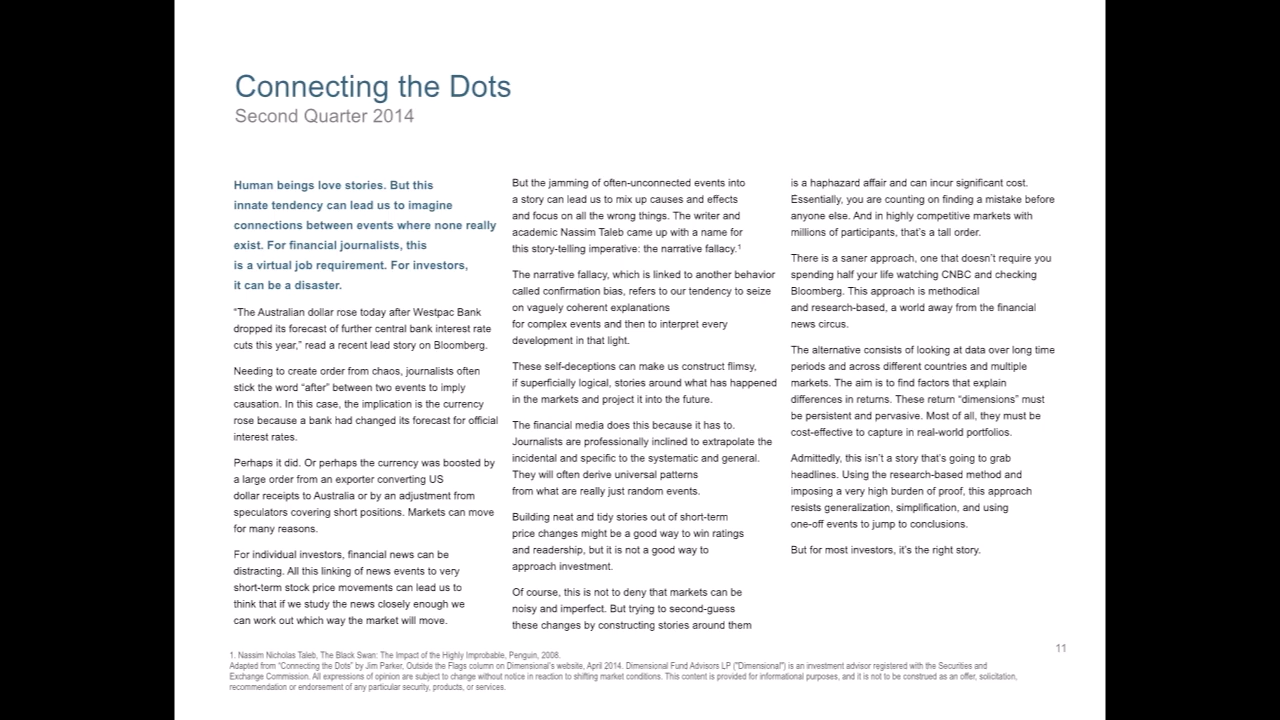 Connecting the Dots
Second Quarter 2014
Human beings love stories. But this
innate tendency can lead us to imagine
connections between events where none really
exist. For financial journalists, this
is a virtual job requirement. For investors,
it can be a disaster.
“The Australian dollar rose today after Westpac Bank
dropped its forecast of further central bank interest rate
cuts this year,” read a recent lead story on Bloomberg.
Needing to create order from chaos, journalists often
stick the word “after” between two events to imply
causation. In this case, the implication is the currency
rose because a bank had changed its forecast for official
interest rates.
Perhaps it did. Or perhaps the currency was boosted by
a large order from an exporter converting US
dollar receipts to Australia or by an adjustment from
speculators covering short positions. Markets can move
for many reasons.
For individual investors, financial news can be
distracting. All this linking of news events to very
short-term stock price movements can lead us to
think that if we study the news closely enough we
can work out which way the market will move.
But the jamming of often-unconnected events into
a story can lead us to mix up causes and effects
and focus on all the wrong things. The writer and
academic Nassim Taleb came up with a name for
this story-telling imperative: the narrative fallacy.¹
The narrative fallacy, which is linked to another behavior
called confirmation bias, refers to our tendency to seize
on vaguely coherent explanations
for complex events and then to interpret every
development in that light.
These self-deceptions can make us construct flimsy,
if superficially logical, stories around what has happened
in the markets and project it into the future.
The financial media does this because it has to.
Journalists are professionally inclined to extrapolate the
incidental and specific to the systematic and general.
They will often derive universal patterns
from what are really just random events.
Building neat and tidy stories out of short-term
price changes might be a good way to win ratings
and readership, but it is not a good way to
approach investment.
Of course, this is not to deny that markets can be
noisy and imperfect. But trying to second-guess
these changes by constructing stories around them
is a haphazard affair and can incur significant cost.
Essentially, you are counting on finding a mistake before
anyone else. And in highly competitive markets with
millions of participants, that’s a tall order.
There is a saner approach, one that doesn’t require you
spending half your life watching CNBC and checking
Bloomberg. This approach is methodical
and research-based, a world away from the financial
news circus.
The alternative consists of looking at data over long time
periods and across different countries and multiple
markets. The aim is to find factors that explain
differences in returns. These return “dimensions” must
be persistent and pervasive. Most of all, they must be
cost-effective to capture in real-world portfolios.
Admittedly, this isn’t a story that’s going to grab
headlines. Using the research-based method and
imposing a very high burden of proof, this approach
resists generalization, simplification, and using
one-off events to jump to conclusions.
But for most investors, it’s the right story.
11
1. Nassim Nicholas Taleb, The Black Swan: The Impact of the Highly Improbable, Penguin, 2008.
Adapted from “Connecting the Dots” by Jim Parker, Outside the Flags column on Dimensional’s website, April 2014. Dimensional Fund Advisors LP ("Dimensional") is an investment advisor registered with the Securities and
Exchange Commission. All expressions of opinion are subject to change without notice in reaction to shifting market conditions. This content is provided for informational purposes, and it is not to be construed as an offer, solicitation,
recommendation or endorsement of any particular security, products, or services.